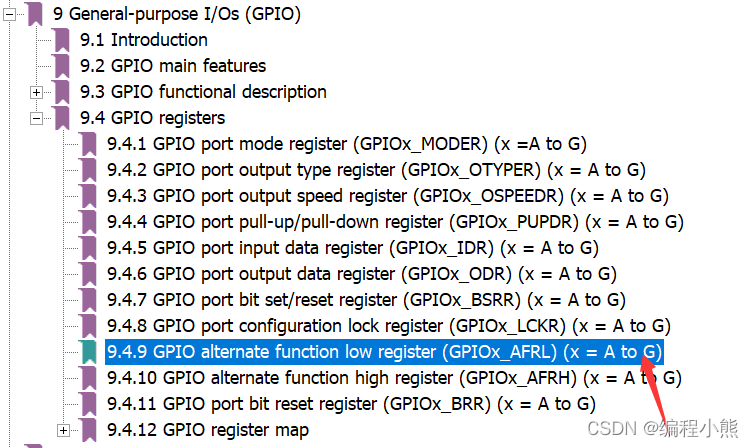 9 General-purpose I/Os (GPIO)
9.1 Introduction
9.2 GPIO main features
9.3 GPIO functional description
9.4 GPIO registers
9.4.1 GPIO port mode register (GPIOx_MODER) (x =A to G)
9.4.2 GPIO port output type register (GPIOx_OTYPER) (x = A to G)
9.4.3 GPIO port output speed register (GPIOx_OSPEEDR) (x = A to G)
9.4.4 GPIO port pull-up/pull-down register (GPIOx_PUPDR) (x = A to G)
9.4.5 GPIO port input data register (GPIOx_IDR) (x = A to G)
9.4.6 GPIO port output data register (GPIOx_ODR) (x = A to G)
9.4.7 GPIO port bit set/reset register (GPIOx_BSRR) (x = A to G)
9.4.8 GPIO port configuration lock register (GPIOx_LCKR) (x = A to G)
9.4.9 GPIO alternate function low register (GPIOx_AFRL) (x = A to G)
9.4.10 GPIO alternate function high register (GPIOx_AFRH) (x = A to G)
9.4.11 GPIO port bit reset register (GPIOx_BRR) (x = A to G)
9.4.12 GPIO register map
CSDN @编程小熊